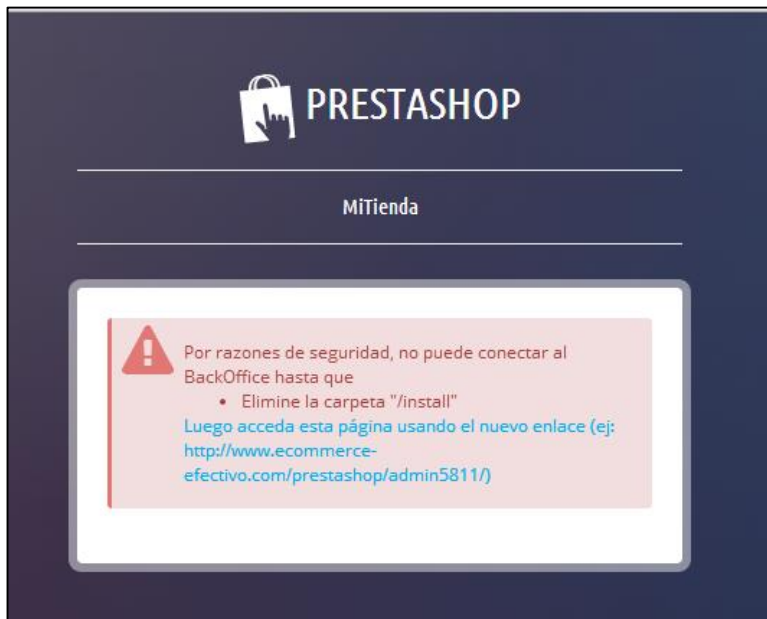 PRESTASHOP
MiTienda
Por razones de seguridad, no puede conectar al
BackOffice hasta que
• Elimine la carpeta "/install"
Luego acceda esta página usando el nuevo enlace (ej:
http://www.ecommerce-
efectivo.com/prestashop/admin5811/)